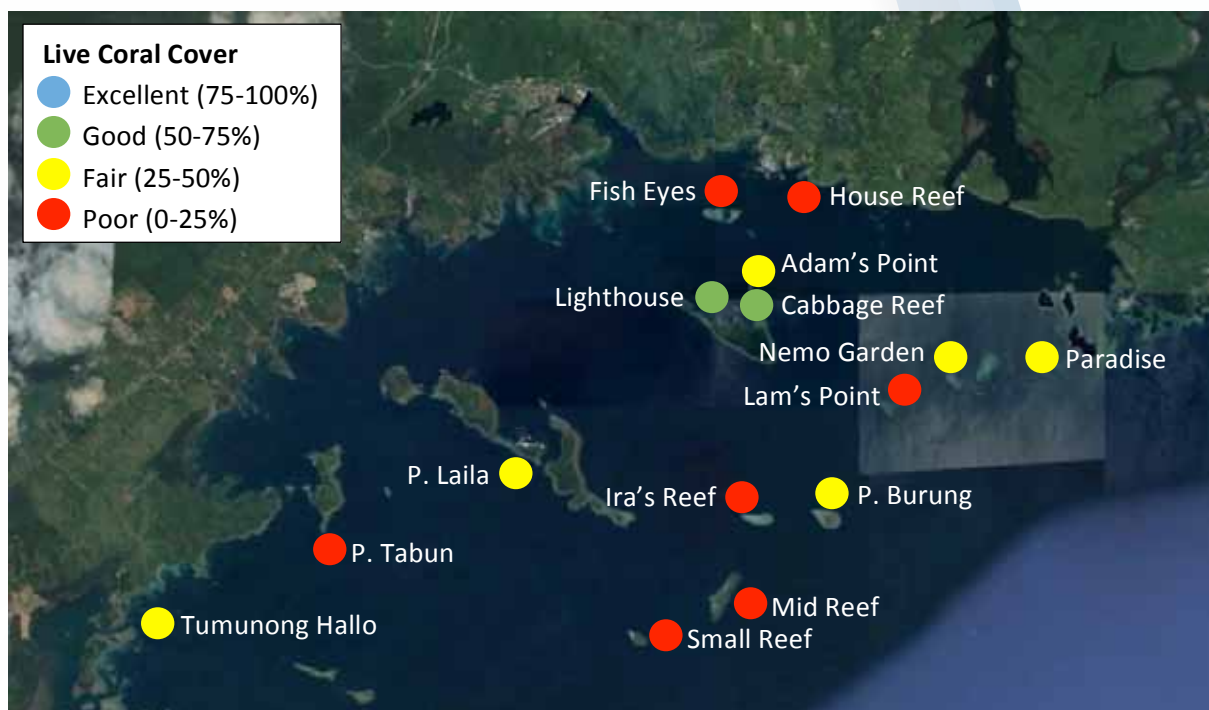 Live Coral Cover
Excellent (75-100%)
Good (50-75%)
Fair (25-50%)
Poor (0-25%)
Fish Eyes
House Reef
Adam's Point
Lighthouse
Cabbage Reef
Nemo Garden
Paradise
Lam's Point
P. Laila
Ira's Reef
P. Burung
P. Tabun
Mid Reef
Tumunong Hallo
Small Reef